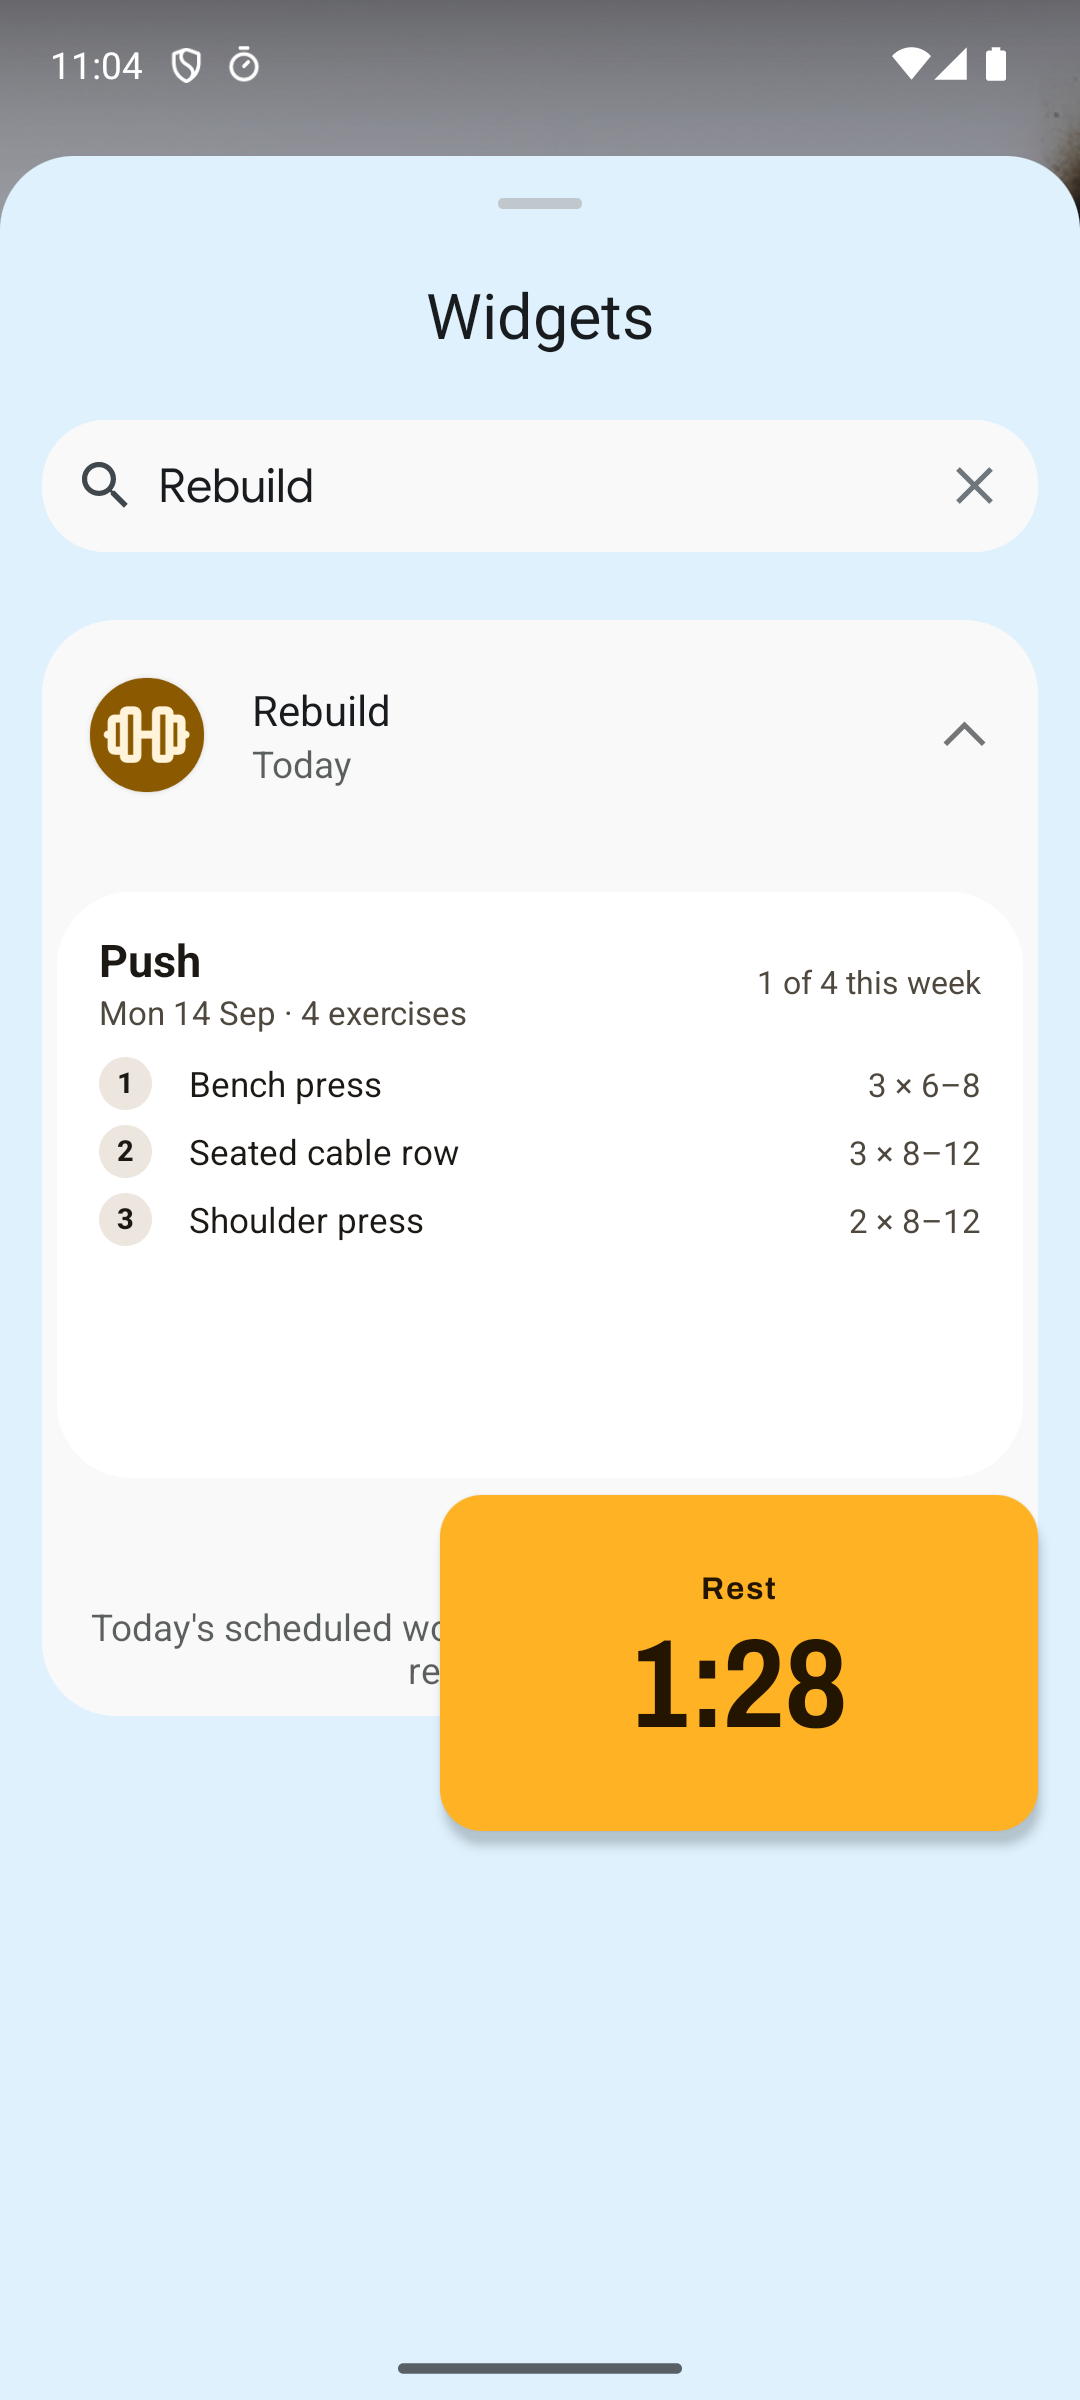 11:04
Widgets
Rebuild
Rebuild
Today
Push
Mon 14 Sep · 4 exercises
1 of 4 this week
1 Bench press 3 × 6–8
2 Seated cable row 3 × 8–12
3 Shoulder press 2 × 8–12
Today's scheduled
Rest
1:28